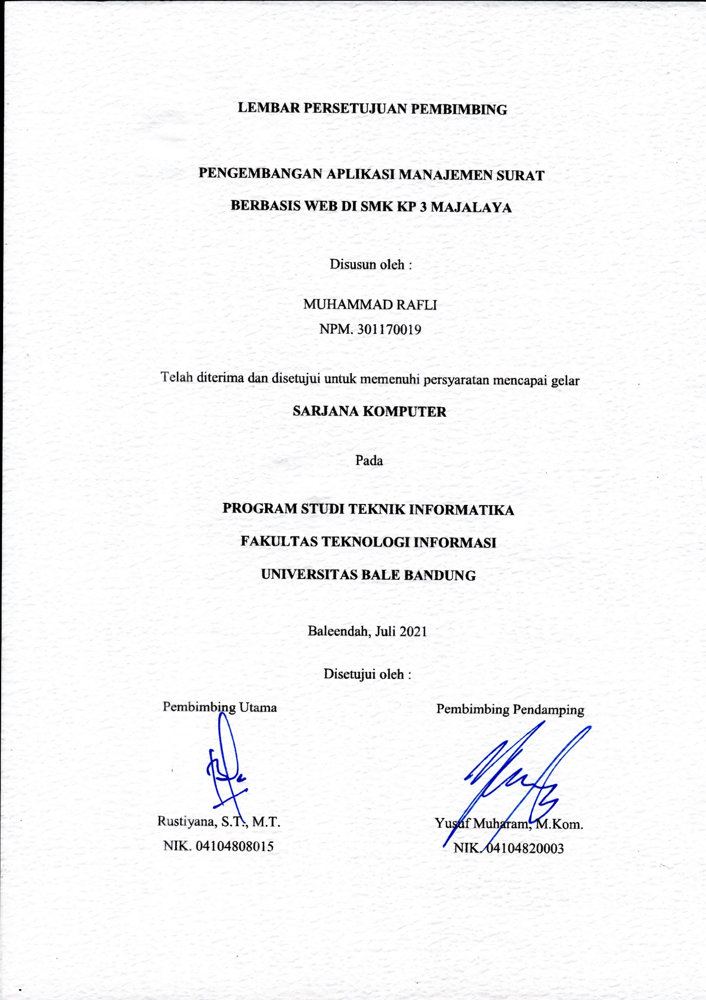 LEMBAR PERSETUJUAN PEMBIMBING
PENGEMBANGAN APLIKASI MANAJEMEN SURAT
BERBASIS WEB DI SMK KP 3 MAJALAYA
Disusun oleh :
MUHAMMAD RAFLI
NPM. 301170019
Telah diterima dan disetujui untuk memenuhi persyaratan mencapai gelar
SARJANA KOMPUTER
Pada
PROGRAM STUDI TEKNIK INFORMATIKA
FAKULTAS TEKNOLOGI INFORMASI
UNIVERSITAS BALE BANDUNG
Baleendah, Juli 2021
Disetujui oleh :
Pembimbing Utama
Pembimbing Pendamping
Rustiyana, S.T., M.T.
Yusuf Muharam, M.Kom.
NIK. 04104808015
NIK. 04104820003